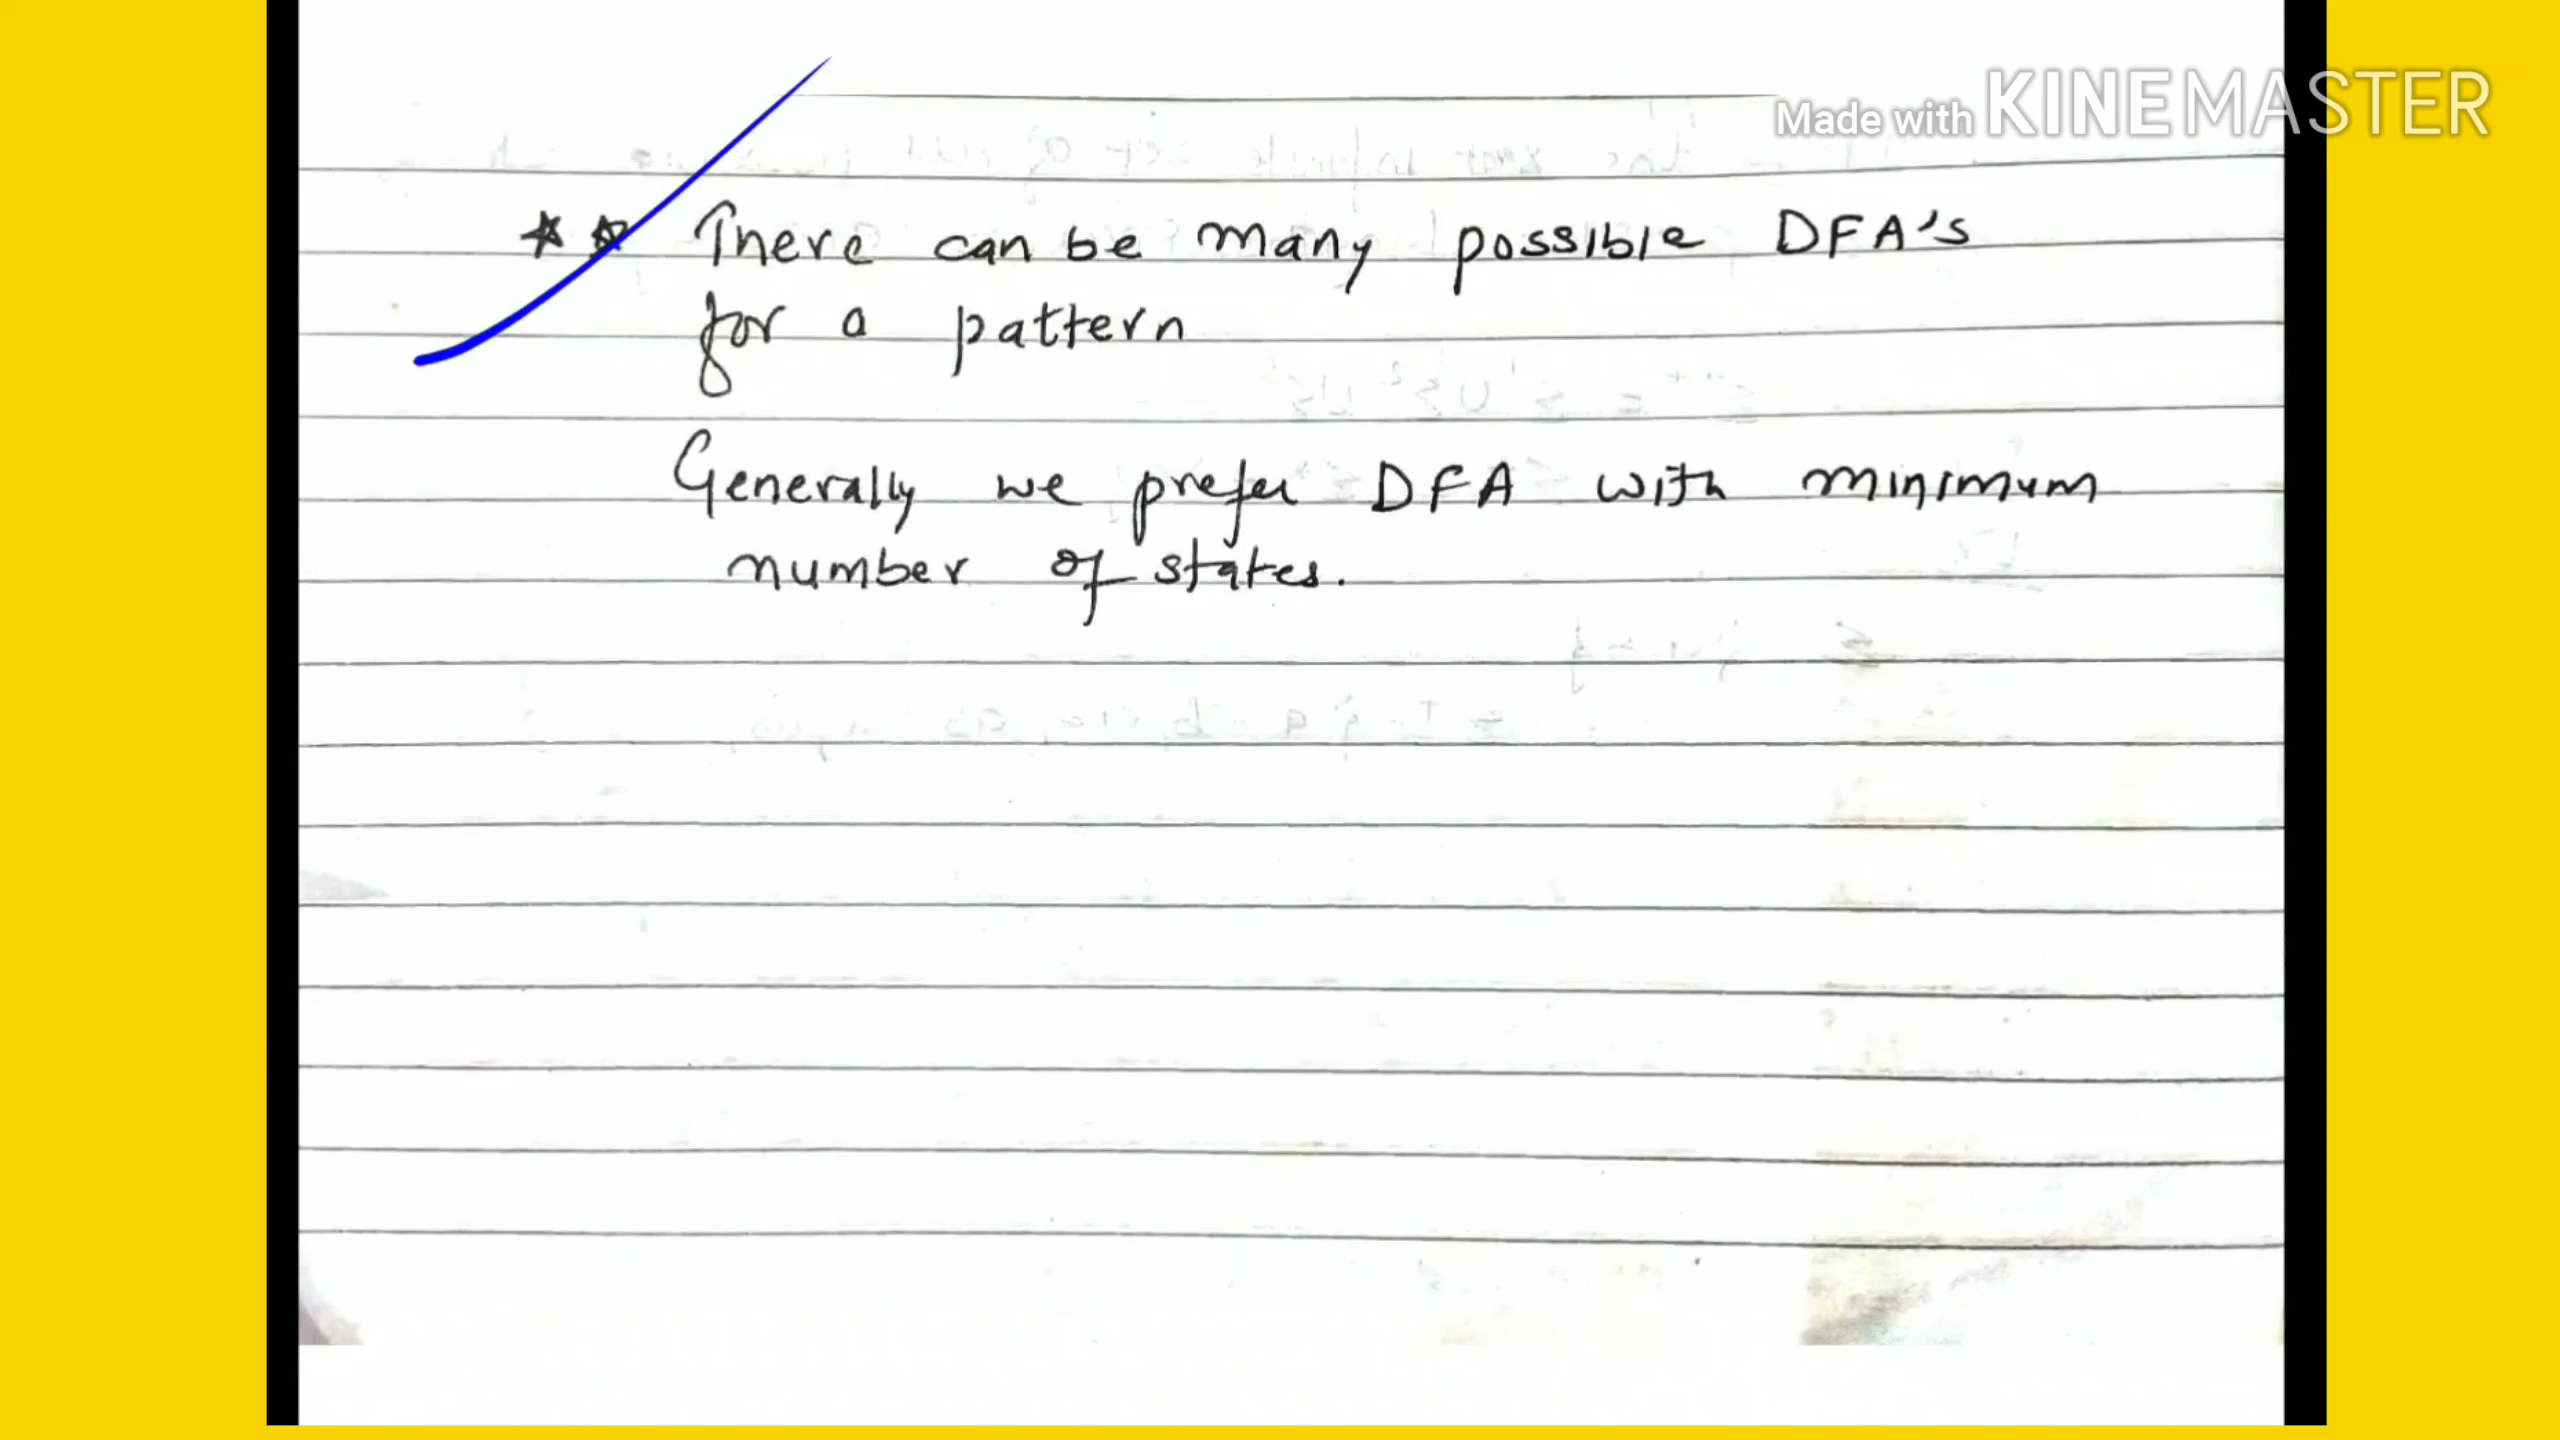 Made with KINEMASTER
★★ There can be many possible DFA's
for a pattern
Generally we prefer DFA with minimum
number of states.